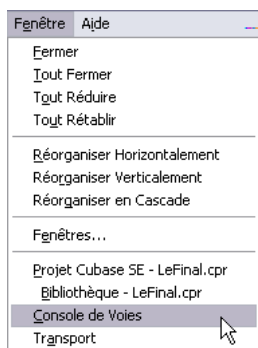 Fenêtre Aide
Fermer
Tout Fermer
Tout Réduire
Tout Rétablir
Réorganiser Horizontalement
Réorganiser Verticalement
Réorganiser en Cascade
Fenêtres...
Projet Cubase SE - LeFinal.cpr
Bibliothèque - LeFinal.cpr
Console de Voies
Transport